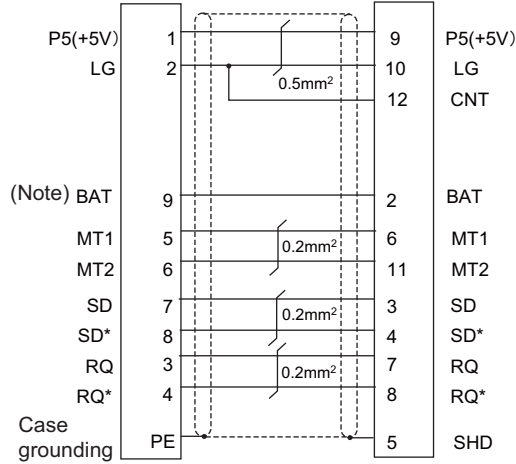 P5(+5V) 1 9 P5(+5V)
LG 2 10 LG
0.5mm²
12 CNT
(Note) BAT 9 2 BAT
MT1 5 6 MT1
0.2mm²
MT2 6 11 MT2
SD 7 3 SD
0.2mm²
SD* 8 4 SD*
RQ 3 7 RQ
0.2mm²
RQ* 4 8 RQ*
Case
grounding PE 5 SHD